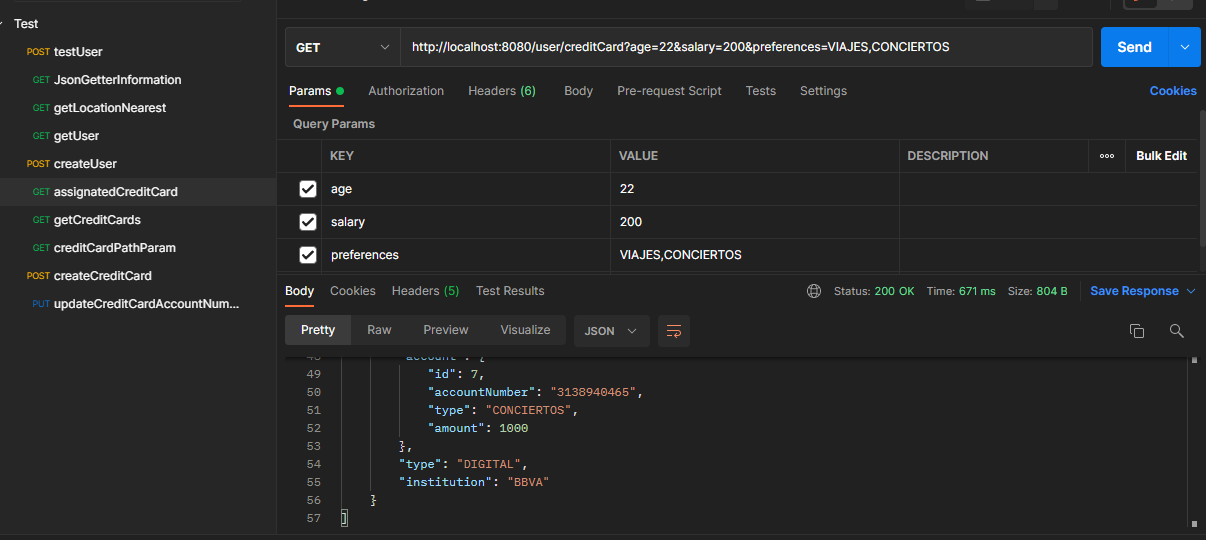 Test
POST testUser
GET JsonGetterInformation
GET getLocationNearest
GET getUser
POST createUser
GET assignatedCreditCard
GET getCreditCards
GET creditCardPathParam
POST createCreditCard
PUT updateCreditCardAccountNum...
GET http://localhost:8080/user/creditCard?age=22&salary=200&preferences=VIAJES,CONCIERTOS Send
Params Authorization Headers (6) Body Pre-request Script Tests Settings Cookies
Query Params
KEY VALUE DESCRIPTION ooo Bulk Edit
age 22
salary 200
preferences VIAJES,CONCIERTOS
Body Cookies Headers (5) Test Results Status: 200 OK Time: 671 ms Size: 804 B Save Response
Pretty Raw Preview Visualize JSON
48 "account": {
49 "id": 7,
50 "accountNumber": "3138940465",
51 "type": "CONCIERTOS",
52 "amount": 1000
53 },
54 "type": "DIGITAL",
55 "institution": "BBVA"
56 }
57 ]